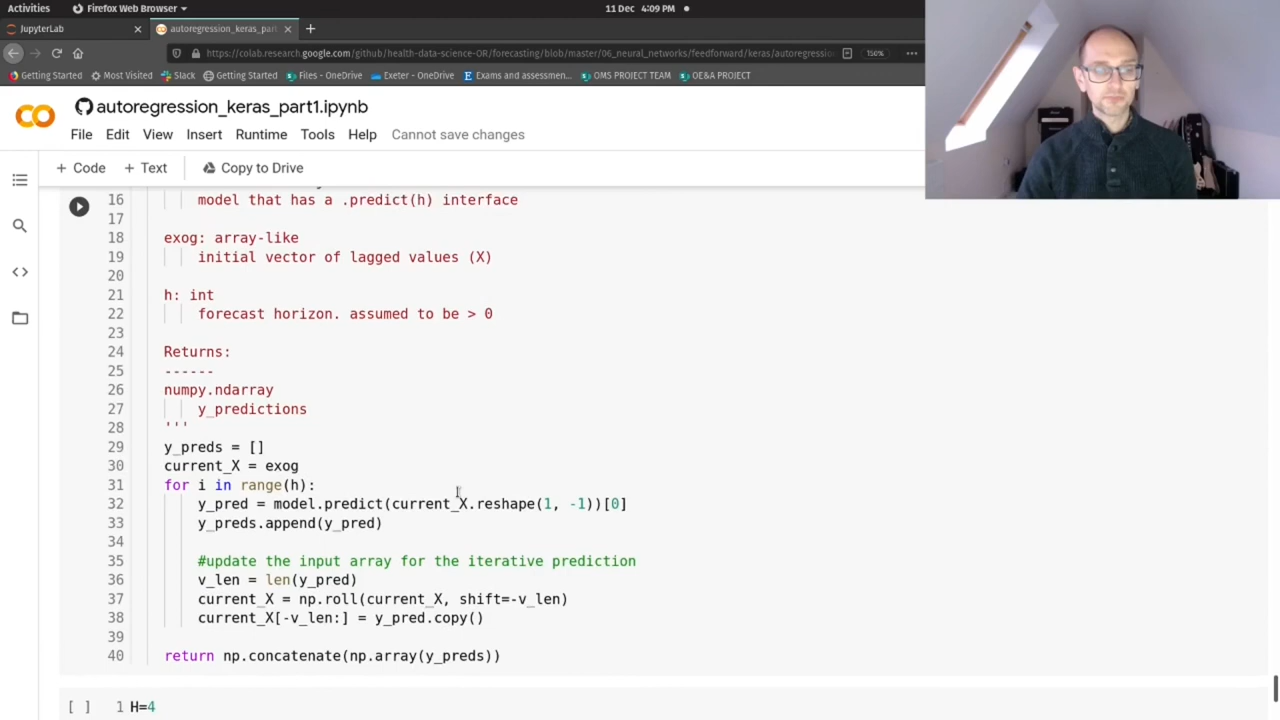 Activities
Firefox Web Browser
11 Dec 4:09 PM
JupyterLab
autoregression_keras_part
https://colab.research.google.com/github/health-data-science-OR/forecasting/blob/master/06_neural_networks/feedforward/keras/autoregressio
150%
Getting Started
Most Visited
Slack
Getting Started
Files - OneDrive
Exeter - OneDrive
Exams and assessmen...
OMS PROJECT TEAM
OE&A PROJECT
autoregression_keras_part1.ipynb
File Edit View Insert Runtime Tools Help Cannot save changes
+ Code + Text Copy to Drive
16 model that has a .predict(h) interface
17
18 exog: array-like
19 initial vector of lagged values (X)
20
21 h: int
22 forecast horizon. assumed to be > 0
23
24 Returns:
25 ------
26 numpy.ndarray
27 y_predictions
28 '''
29 y_preds = []
30 current_X = exog
31 for i in range(h):
32 y_pred = model.predict(current_X.reshape(1, -1))[0]
33 y_preds.append(y_pred)
34
35 #update the input array for the iterative prediction
36 v_len = len(y_pred)
37 current_X = np.roll(current_X, shift=-v_len)
38 current_X[-v_len:] = y_pred.copy()
39
40 return np.concatenate(np.array(y_preds))
[ ] 1 H=4